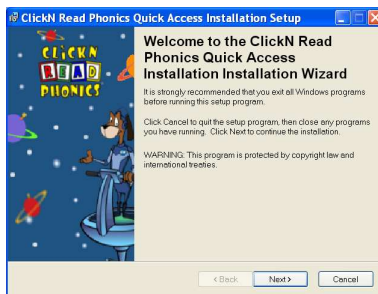 ClickN Read Phonics Quick Access Installation Setup
CLICKN
READ
PHONICS
Welcome to the ClickN Read
Phonics Quick Access
Installation Installation Wizard
It is strongly recommended that you exit all Windows programs
before running this setup program.
Click Cancel to quit the setup program, then close any programs
you have running. Click Next to continue the installation.
WARNING: This program is protected by copyright law and
international treaties.
< Back
Next >
Cancel